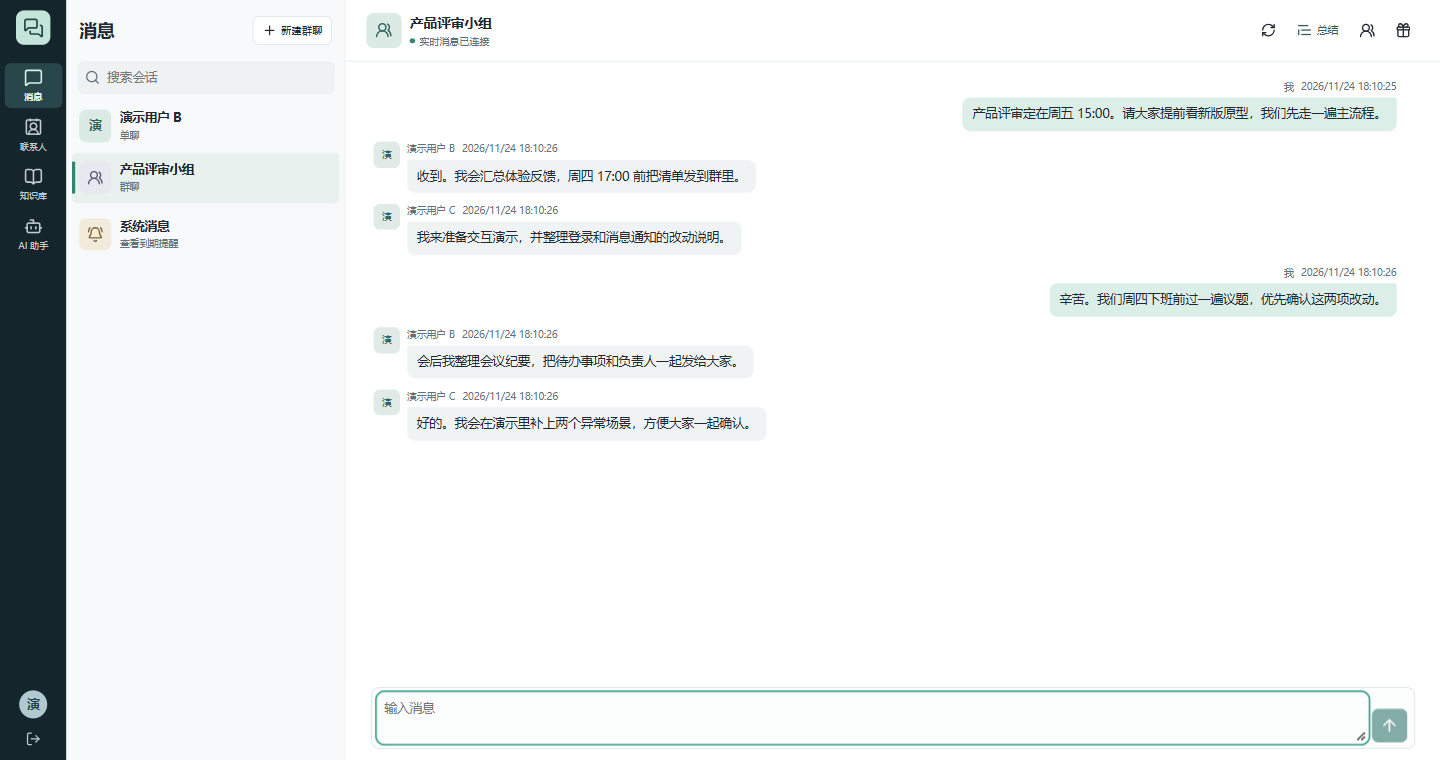 消息
联系人
知识库
AI 助手
演
消息
新建群聊
搜索会话
演
演示用户 B
单聊
产品评审小组
群聊
系统消息
查看到期提醒
产品评审小组
实时消息已连接
总结
我 2026/11/24 18:10:25
产品评审定在周五 15:00。请大家提前看新版原型，我们先走一遍主流程。
演
演示用户 B 2026/11/24 18:10:26
收到。我会汇总体验反馈，周四 17:00 前把清单发到群里。
演
演示用户 C 2026/11/24 18:10:26
我来准备交互演示，并整理登录和消息通知的改动说明。
我 2026/11/24 18:10:26
辛苦。我们周四下班前过一遍议题，优先确认这两项改动。
演
演示用户 B 2026/11/24 18:10:26
会后我整理会议纪要，把待办事项和负责人一起发给大家。
演
演示用户 C 2026/11/24 18:10:26
好的。我会在演示里补上两个异常场景，方便大家一起确认。
输入消息